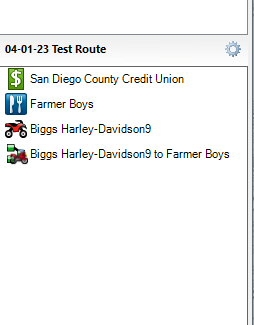 04-01-23 Test Route
San Diego County Credit Union
Farmer Boys
Biggs Harley-Davidson9
Biggs Harley-Davidson9 to Farmer Boys